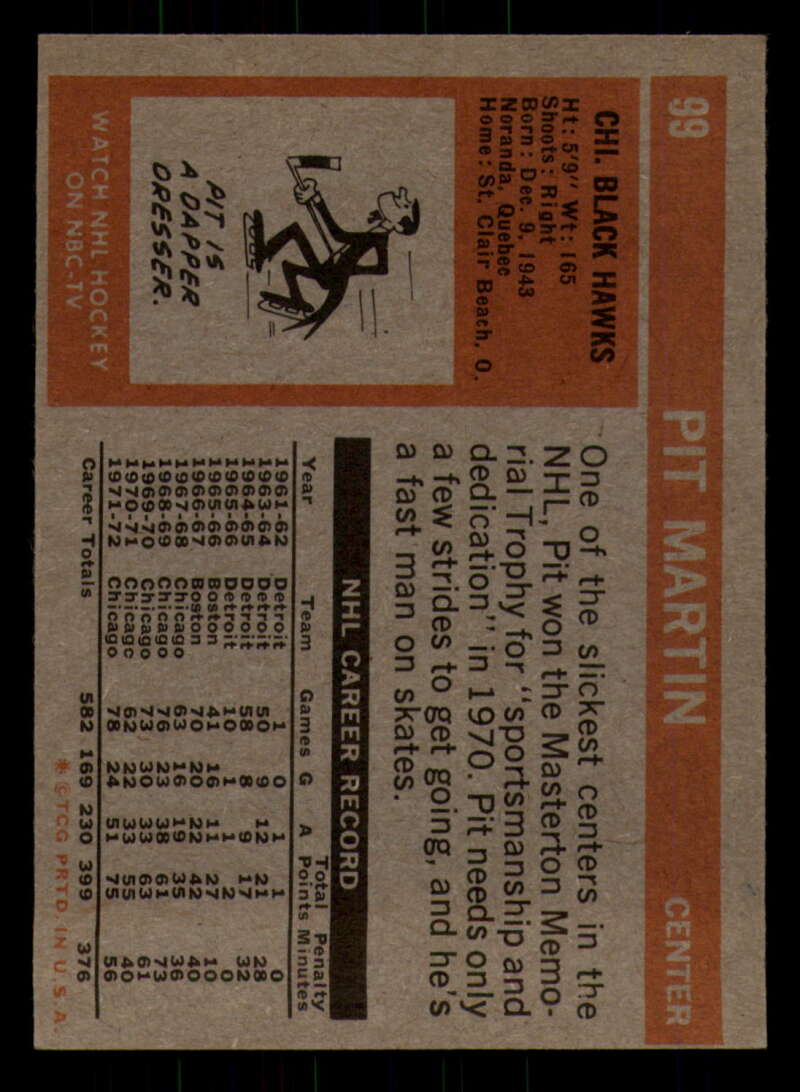 99 PIT MARTIN CENTER
CHI. BLACK HAWKS
Ht: 5'9" Wt: 165
Shoots: Right
Born: Dec. 9, 1943
Noranda, Quebec
Home: St. Clair Beach, O.
PIT IS
A DAPPER
DRESSER.
WATCH NHL HOCKEY
ON NBC-TV
One of the slickest centers in the
NHL, Pit won the Masterton Memo-
rial Trophy for "sportsmanship and
dedication" in 1970. Pit needs only
a few strides to get going, and he's
a fast man on skates.
NHL CAREER RECORD
Year Team Games G A Total Points Penalty Minutes
1961-62 Detroit 1 0 1 1 0
1963-64 Detroit 50 9 12 21 28
1964-65 Detroit 58 8 9 17 32
1965-66 Detroit 10 1 1 2 0
1965-66 Boston 41 16 11 27 10
1966-67 Boston 70 20 22 42 40
1967-68 Chicago 63 16 19 35 36
1968-69 Chicago 76 23 38 61 73
1969-70 Chicago 73 30 33 63 61
1970-71 Chicago 62 22 33 55 40
1971-72 Chicago 78 24 51 75 56
Career Totals 582 169 230 399 376
* © TCG PRTD. IN U.S.A.